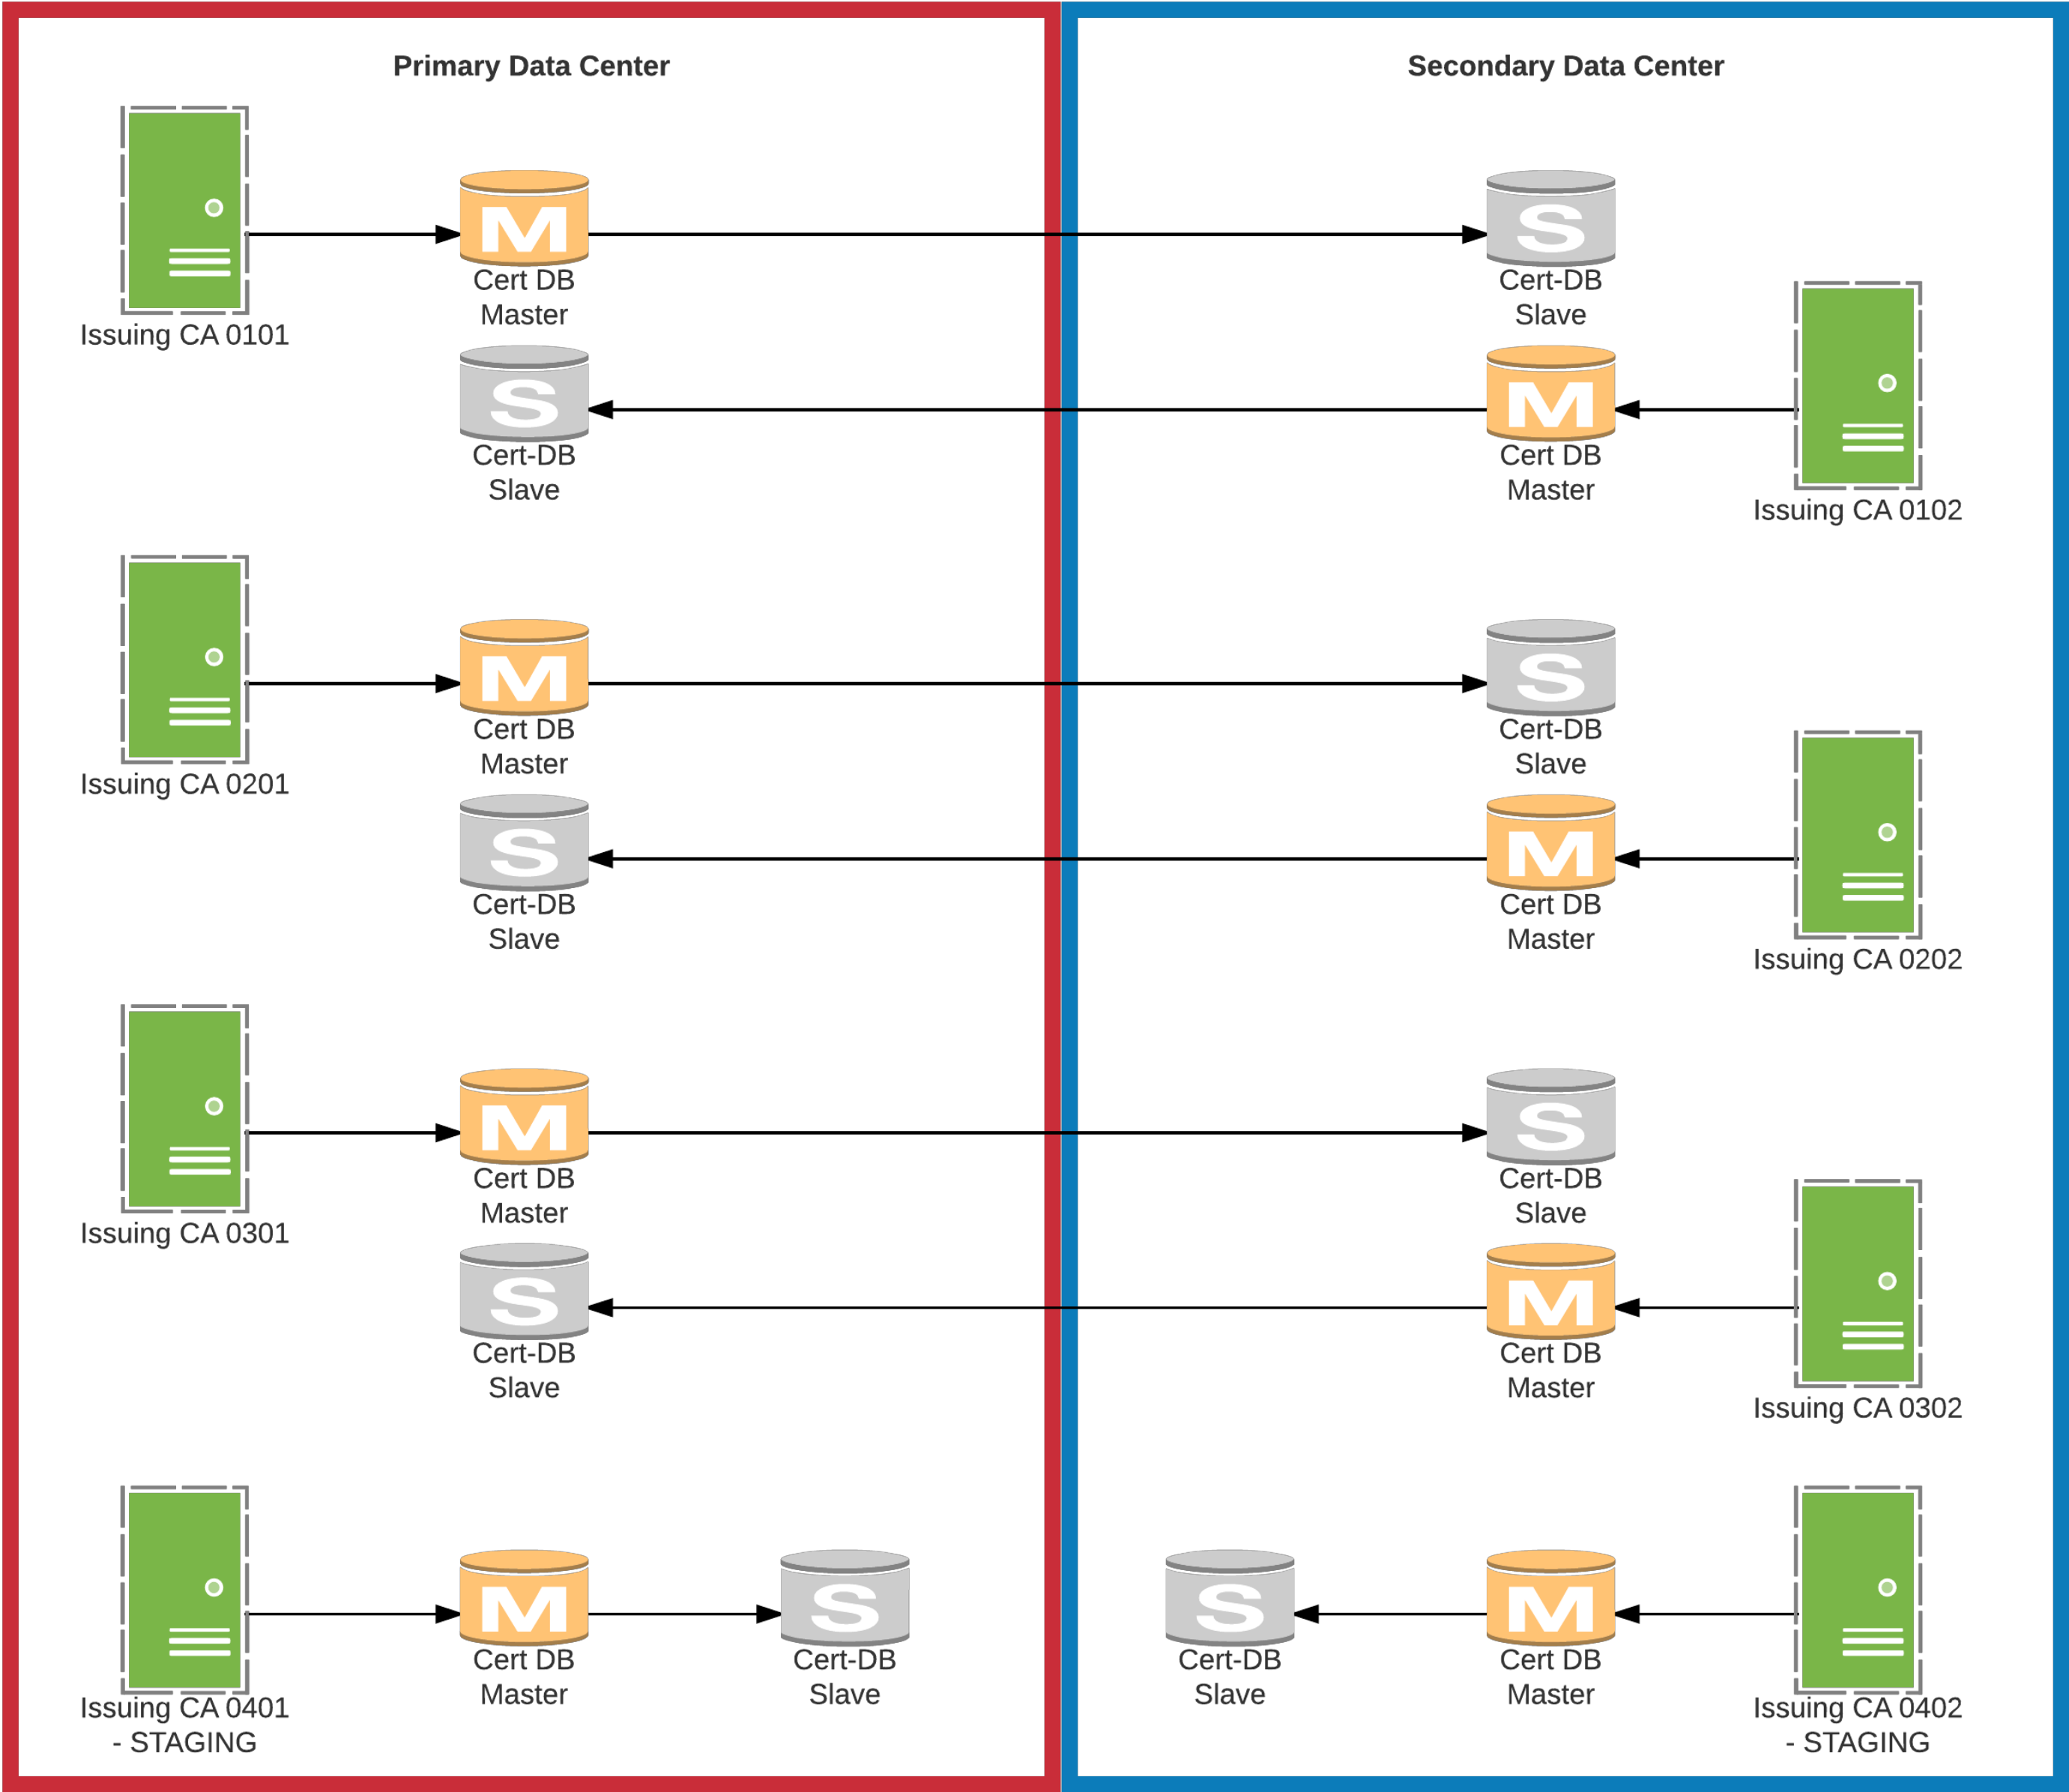 Primary Data Center
Secondary Data Center
M
S
Cert DB
Master
Cert-DB
Slave
Issuing CA 0101
S
M
Cert-DB
Slave
Cert DB
Master
Issuing CA 0102
M
S
Cert DB
Master
Cert-DB
Slave
Issuing CA 0201
S
M
Cert-DB
Slave
Cert DB
Master
Issuing CA 0202
M
S
Cert DB
Master
Cert-DB
Slave
Issuing CA 0301
S
M
Cert-DB
Slave
Cert DB
Master
Issuing CA 0302
M
S
S
M
Cert DB
Master
Cert-DB
Slave
Cert-DB
Slave
Cert DB
Master
Issuing CA 0401
- STAGING
Issuing CA 0402
- STAGING